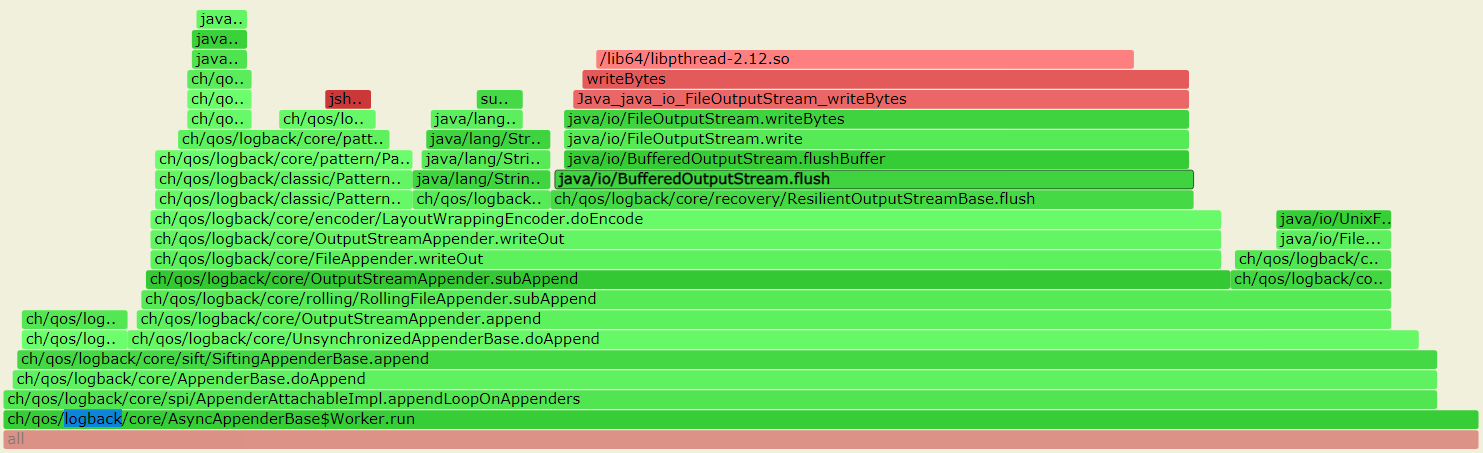 java..
java..
java.. /lib64/libpthread-2.12.so
ch/qo.. writeBytes
ch/qo.. jsh.. su.. Java_java_io_FileOutputStream_writeBytes
ch/qo.. ch/qos/lo.. java/lang.. java/io/FileOutputStream.writeBytes
ch/qos/logback/core/patt.. java/lang/Str.. java/io/FileOutputStream.write
ch/qos/logback/core/pattern/Pa.. java/lang/Stri.. java/io/BufferedOutputStream.flushBuffer
ch/qos/logback/classic/Pattern.. java/lang/Strin.. java/io/BufferedOutputStream.flush
ch/qos/logback/classic/Pattern.. ch/qos/logback.. ch/qos/logback/core/recovery/ResilientOutputStreamBase.flush
ch/qos/logback/core/encoder/LayoutWrappingEncoder.doEncode java/io/UnixF..
ch/qos/logback/core/OutputStreamAppender.writeOut java/io/File...
ch/qos/logback/core/FileAppender.writeOut ch/qos/logback/c..
ch/qos/logback/core/OutputStreamAppender.subAppend ch/qos/logback/co..
ch/qos/logback/core/rolling/RollingFileAppender.subAppend
ch/qos/log.. ch/qos/logback/core/OutputStreamAppender.append
ch/qos/log.. ch/qos/logback/core/UnsynchronizedAppenderBase.doAppend
ch/qos/logback/core/sift/SiftingAppenderBase.append
ch/qos/logback/core/AppenderBase.doAppend
ch/qos/logback/core/spi/AppenderAttachableImpl.appendLoopOnAppenders
ch/qos/logback/core/AsyncAppenderBase$Worker.run
all